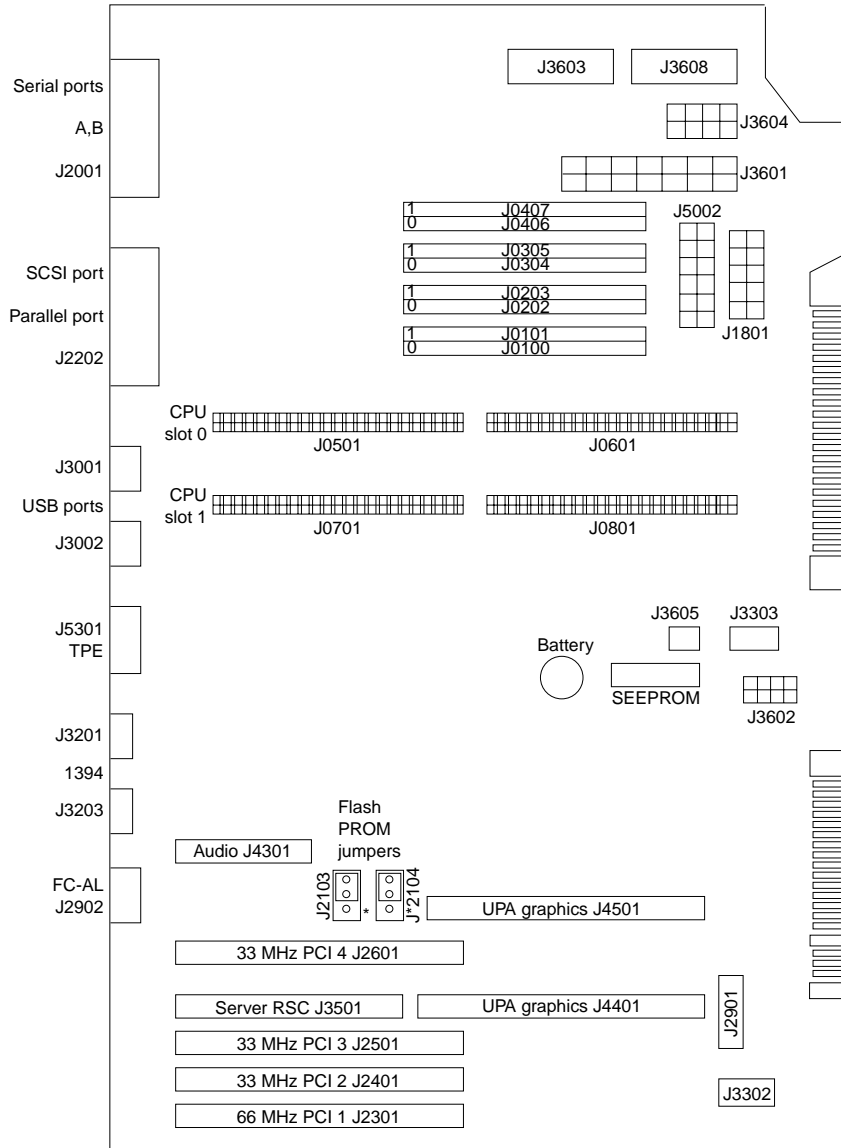 J3603
J3608
Serial ports
A,B
J2001
J3604
J3601
1 J0407
0 J0406
J5002
1 J0305
0 J0304
SCSI port
Parallel port
J2202
1 J0203
0 J0202
1 J0101
0 J0100
J1801
CPU
slot 0
J0501
J0601
J3001
USB ports
J3002
CPU
slot 1
J0701
J0801
J5301
TPE
J3605
J3303
Battery
SEEPROM
J3602
J3201
1394
J3203
Flash
PROM
jumpers
Audio J4301
FC-AL
J2902
J2103
*
J*2104
UPA graphics J4501
33 MHz PCI 4 J2601
Server RSC J3501
UPA graphics J4401
J2901
33 MHz PCI 3 J2501
33 MHz PCI 2 J2401
J3302
66 MHz PCI 1 J2301